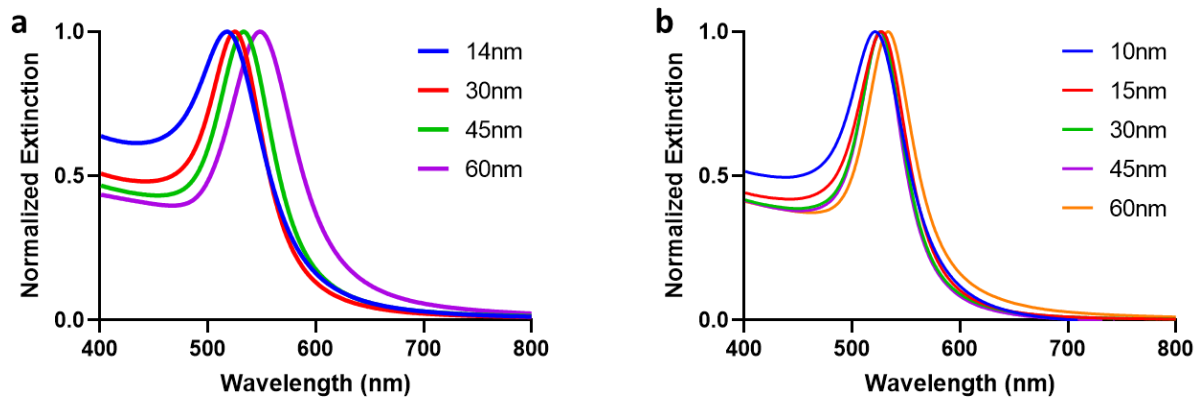 a
Normalized Extinction
1.0
0.5
0.0
400 500 600 700 800
Wavelength (nm)
14nm
30nm
45nm
60nm
b
Normalized Extinction
1.0
0.5
0.0
400 500 600 700 800
Wavelength (nm)
10nm
15nm
30nm
45nm
60nm